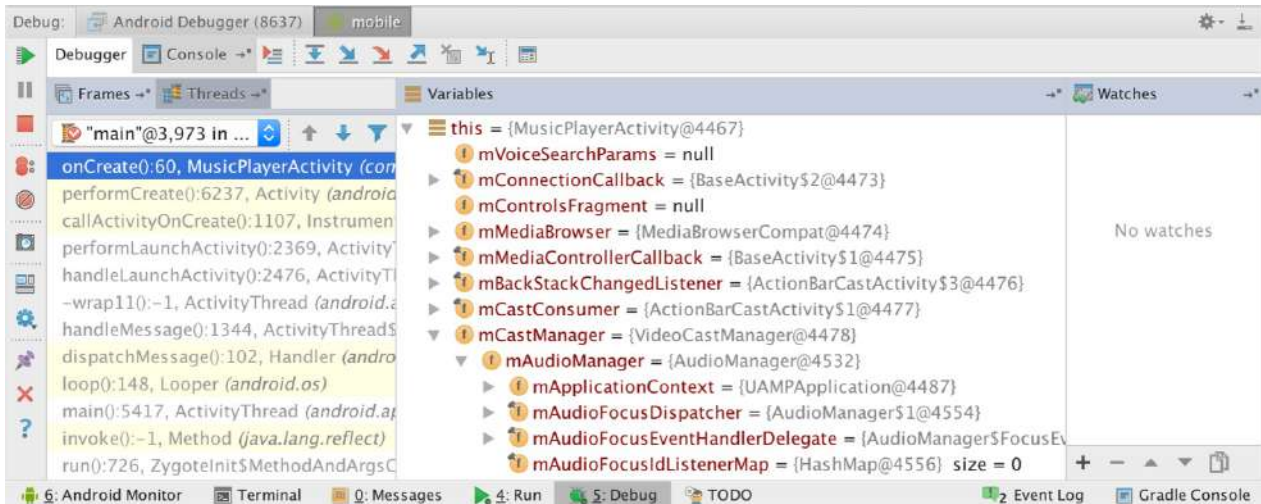 Debug: Android Debugger (8637) mobile
Debugger Console
Frames Threads
"main"@3,973 in ...
onCreate():60, MusicPlayerActivity (com
performCreate():6237, Activity (android
callActivityOnCreate():1107, Instrumen
performLaunchActivity():2369, Activity
handleLaunchActivity():2476, ActivityTl
-wrap11():-1, ActivityThread (android.a
handleMessage():1344, ActivityThread$
dispatchMessage():102, Handler (andro
loop():148, Looper (android.os)
main():5417, ActivityThread (android.ap
invoke():-1, Method (java.lang.reflect)
run():726, ZygoteInit$MethodAndArgsC
Variables
this = {MusicPlayerActivity@4467}
mVoiceSearchParams = null
mConnectionCallback = {BaseActivity$2@4473}
mControlsFragment = null
mMediaBrowser = {MediaBrowserCompat@4474}
mMediaControllerCallback = {BaseActivity$1@4475}
mBackStackChangedListener = {ActionBarCastActivity$3@4476}
mCastConsumer = {ActionBarCastActivity$1@4477}
mCastManager = {VideoCastManager@4478}
mAudioManager = {AudioManager@4532}
mApplicationContext = {UAMPApplication@4487}
mAudioFocusDispatcher = {AudioManager$1@4554}
mAudioFocusEventHandlerDelegate = {AudioManager$FocusEv
mAudioFocusIdListenerMap = {HashMap@4556} size = 0
Watches
No watches
6: Android Monitor Terminal 0: Messages 4: Run 5: Debug TODO 2 Event Log Gradle Console